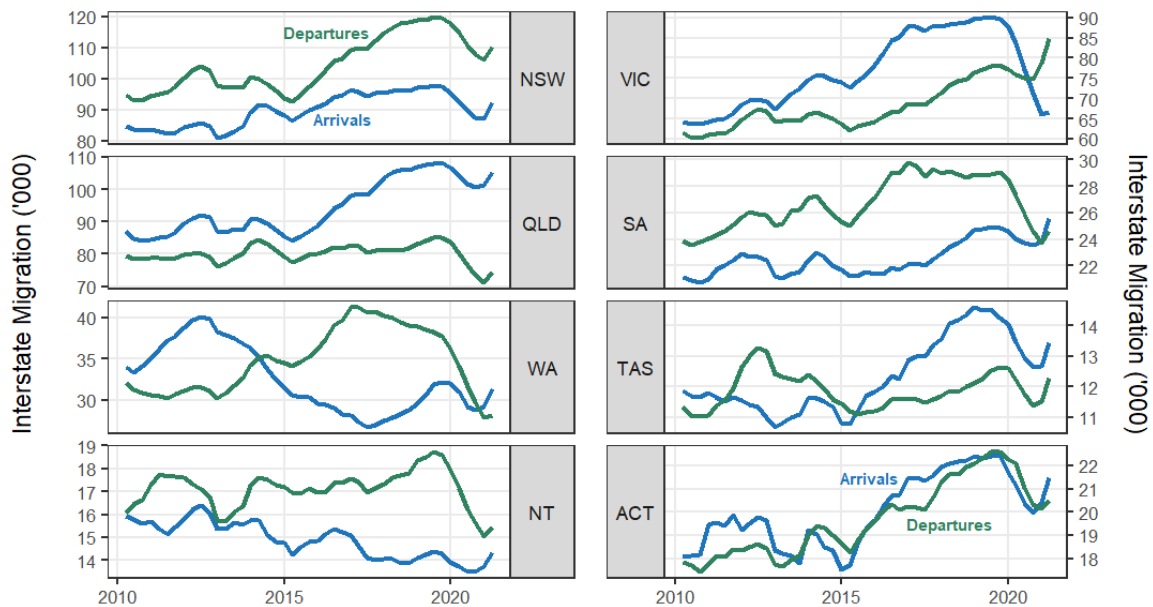 Interstate Migration ('000)
120
110
100
90
80
Departures
Arrivals
NSW
VIC
90
85
80
75
70
65
60
110
100
90
80
70
QLD
SA
30
28
26
24
22
40
35
30
WA
TAS
14
13
12
11
19
18
17
16
15
14
NT
ACT
Arrivals
Departures
22
21
20
19
18
2010 2015 2020
2010 2015 2020
Interstate Migration ('000)